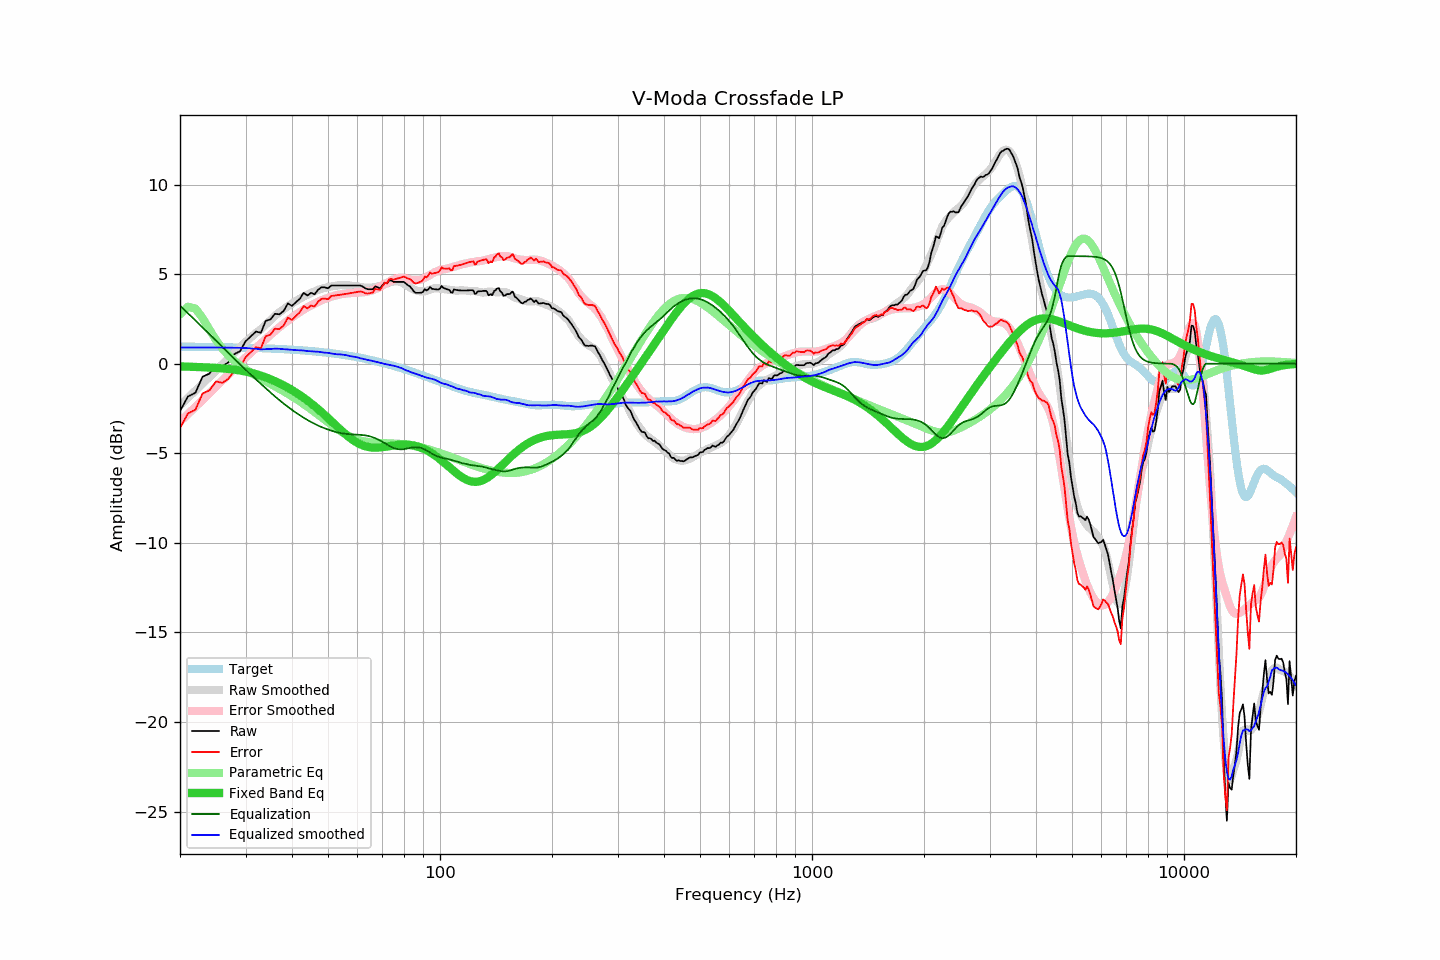 V-Moda Crossfade LP
10
5
0
−5
−10
−15
−20
−25
Amplitude (dBr)
Target
Raw Smoothed
Error Smoothed
Raw
Error
Parametric Eq
Fixed Band Eq
Equalization
Equalized smoothed
100
1000
10000
Frequency (Hz)